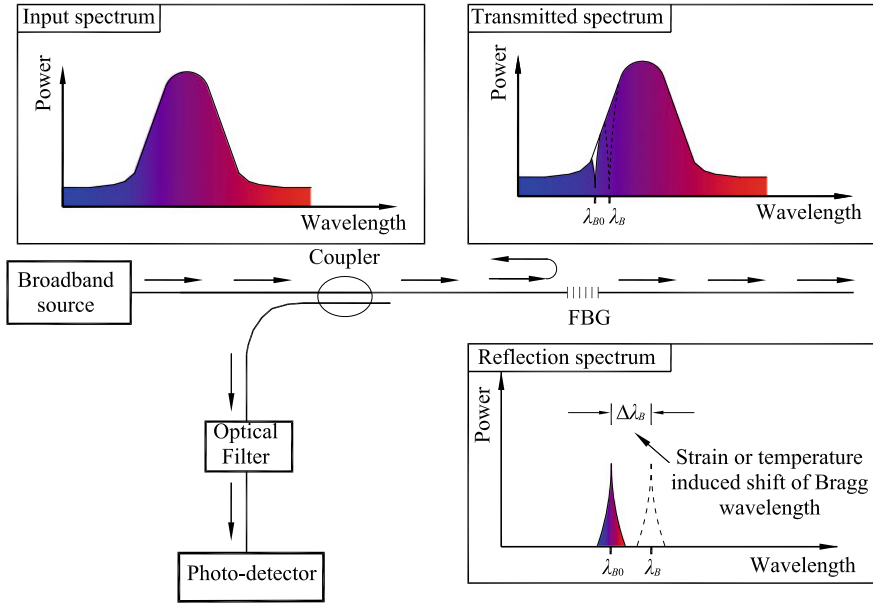 Input spectrum
Power
Wavelength
Transmitted spectrum
Power
λB0 λB
Wavelength
Broadband
source
Coupler
FBG
Optical
Filter
Photo-detector
Reflection spectrum
Power
ΔλB
Strain or temperature
induced shift of Bragg
wavelength
λB0 λB
Wavelength